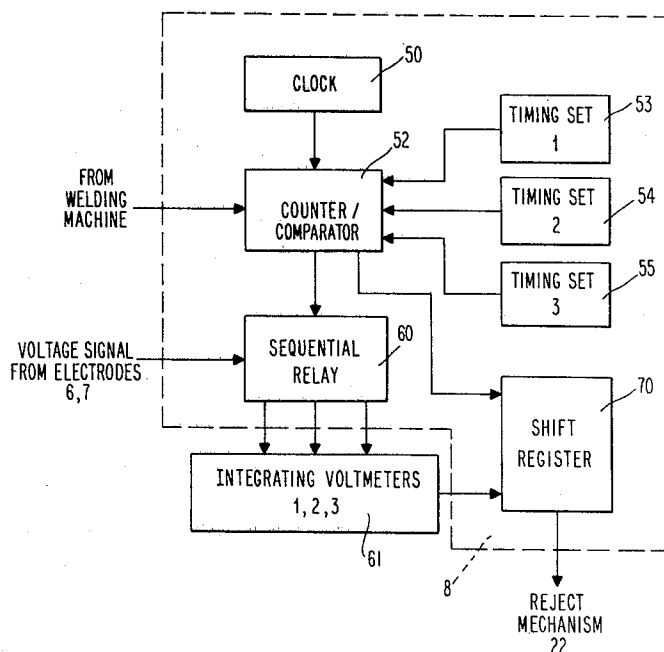 50
CLOCK
53
TIMING SET
1
52
FROM
WELDING
MACHINE
COUNTER/
COMPARATOR
54
TIMING SET
2
55
TIMING SET
3
60
VOLTAGE SIGNAL
FROM ELECTRODES
6,7
SEQUENTIAL
RELAY
70
SHIFT
REGISTER
INTEGRATING VOLTMETERS
1,2,3
61
8
REJECT
MECHANISM
22